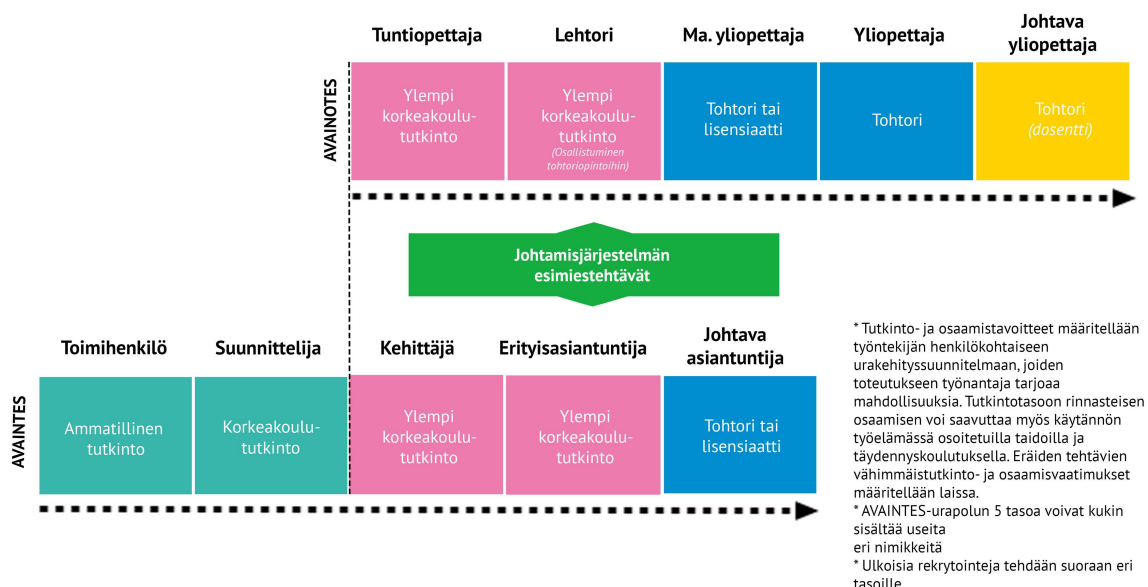 Tuntiopettaja
Lehtori
Ma. yliopettaja
Yliopettaja
Johtava
yliopettaja
AVAINOTES
Ylempi
korkeakoulu-
tutkinto
Ylempi
korkeakoulu-
tutkinto
(Osallistuminen
tohtoriopintoihin)
Tohtori tai
lisensiaatti
Tohtori
Tohtori
(dosentti)
Johtamisjärjestelmän
esimiestehtävät
Toimihenkilö
Suunnittelija
Kehittäjä
Erityisasiantuntija
Johtava
asiantuntija
AVAINTES
Ammatillinen
tutkinto
Korkeakoulu-
tutkinto
Ylempi
korkeakoulu-
tutkinto
Ylempi
korkeakoulu-
tutkinto
Tohtori tai
lisensiaatti
* Tutkinto- ja osaamistavoitteet määritellään
työntekijän henkilökohtaiseen
urakehityssuunnitelmaan, joiden
toteutukseen työnantaja tarjoaa
mahdollisuuksia. Tutkintotasoon rinnasteisen
osaamisen voi saavuttaa myös käytännön
työelämässä osoitetuilla taidoilla ja
täydennyskoulutuksella. Eräiden tehtävien
vähimmäistutkinto- ja osaamisvaatimukset
määritellään laissa.
* AVAINTES-urapolun 5 tasoa voivat kukin
sisältää useita
eri nimikkeitä
* Ulkoisia rekrytointeja tehdään suoraan eri
tasoille